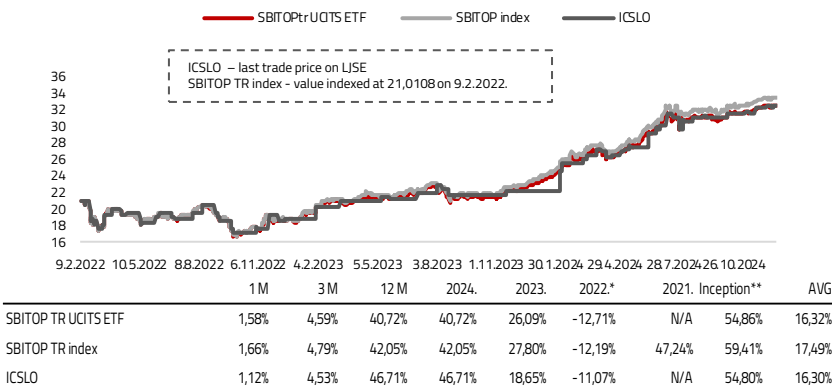 SBITOPtr UCITS ETF SBITOP index ICSLO
ICSLO – last trade price on LJSE
SBITOP TR index - value indexed at 21,0108 on 9.2.2022.
36
34
32
30
28
26
24
22
20
18
16
9.2.2022 10.5.2022 8.8.2022 6.11.2022 4.2.2023 5.5.2023 3.8.2023 1.11.2023 30.1.2024 29.4.2024 28.7.2024 26.10.2024
1 M 3 M 12 M 2024. 2023. 2022.* 2021. Inception** AVG
SBITOP TR UCITS ETF 1,58% 4,59% 40,72% 40,72% 26,09% -12,71% N/A 54,86% 16,32%
SBITOP TR index 1,66% 4,79% 42,05% 42,05% 27,80% -12,19% 47,24% 59,41% 17,49%
ICSLO 1,12% 4,53% 46,71% 46,71% 18,65% -11,07% N/A 54,80% 16,30%